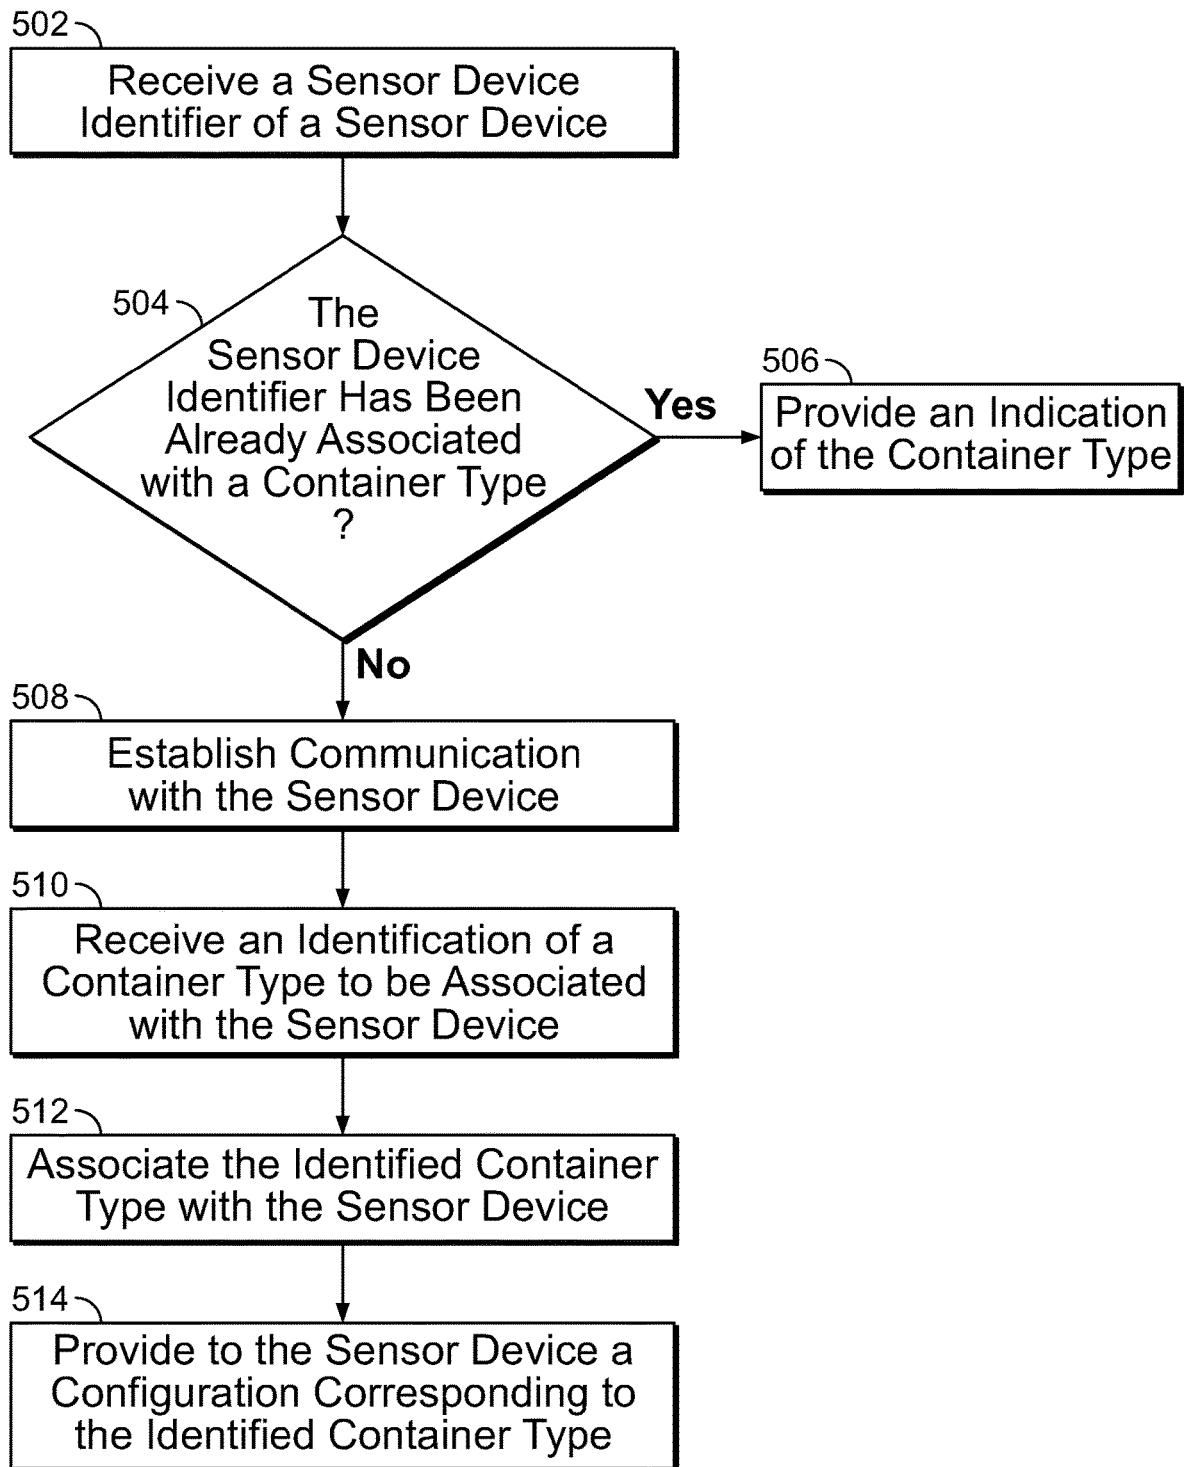 502
Receive a Sensor Device
Identifier of a Sensor Device
504
The
Sensor Device
Identifier Has Been
Already Associated
with a Container Type
?
Yes
506
Provide an Indication
of the Container Type
No
508
Establish Communication
with the Sensor Device
510
Receive an Identification of a
Container Type to be Associated
with the Sensor Device
512
Associate the Identified Container
Type with the Sensor Device
514
Provide to the Sensor Device a
Configuration Corresponding to
the Identified Container Type